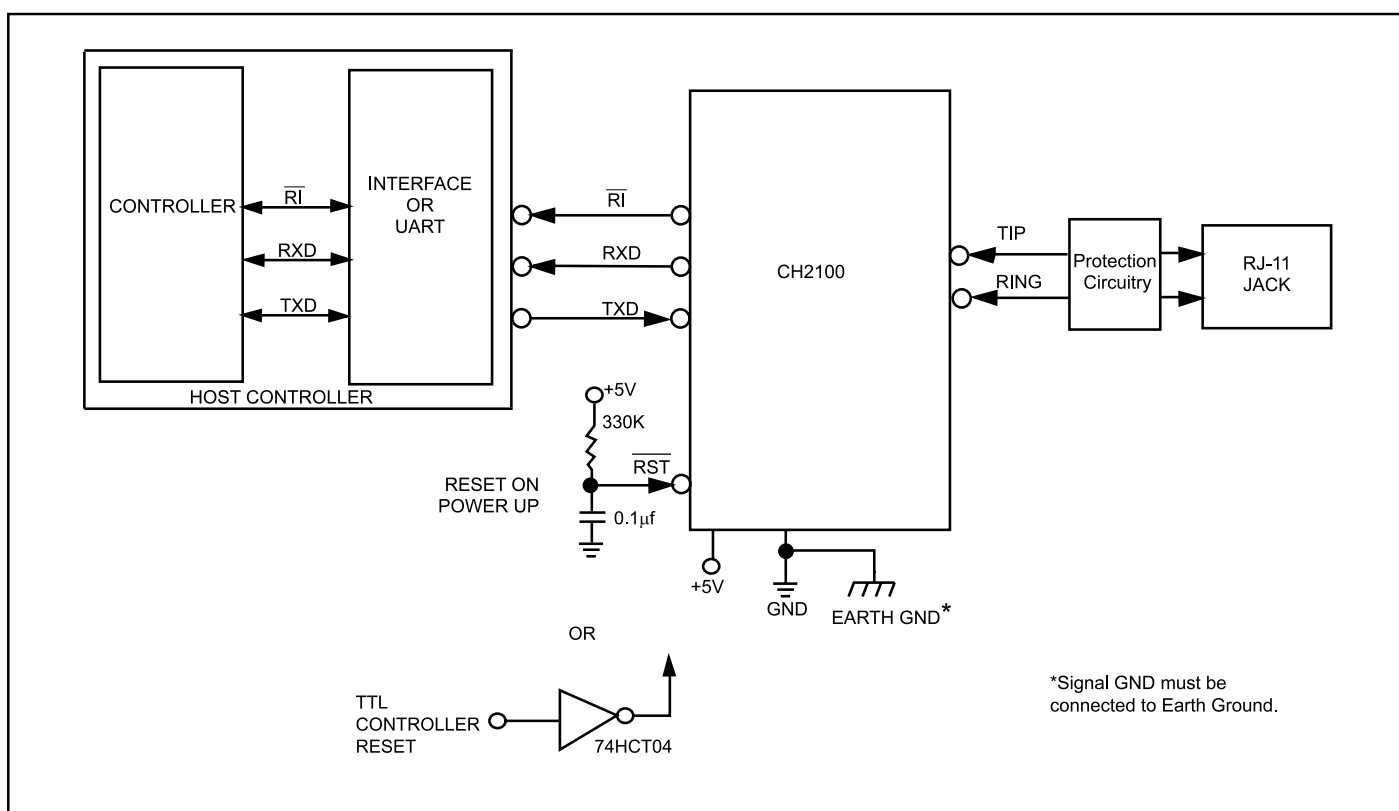 CONTROLLER
RI
RXD
TXD
INTERFACE
OR
UART
HOST CONTROLLER
RI
RXD
TXD
CH2100
TIP
RING
Protection
Circuitry
RJ-11
JACK
+5V
330K
RST
RESET ON
POWER UP
0.1µf
+5V
GND
EARTH GND*
OR
TTL
CONTROLLER
RESET
74HCT04
*Signal GND must be
connected to Earth Ground.